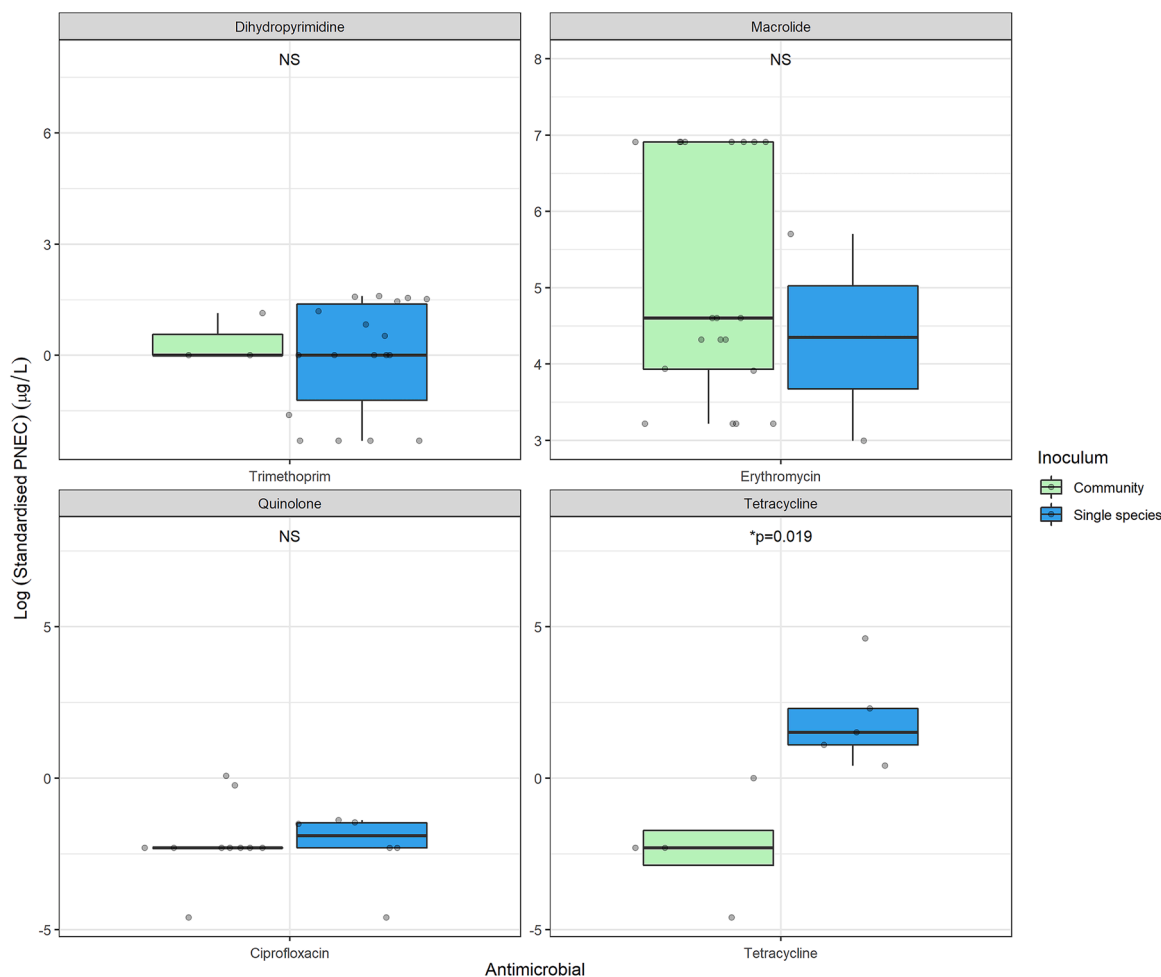 Dihydropyrimidine
NS
6
3
0
Trimethoprim
Macrolide
NS
8
7
6
5
4
3
Erythromycin
Quinolone
NS
5
0
-5
Ciprofloxacin
Tetracycline
*p=0.019
5
0
-5
Tetracycline
Log (Standardised PNEC) (μg/L)
Antimicrobial
Inoculum
Community
Single species